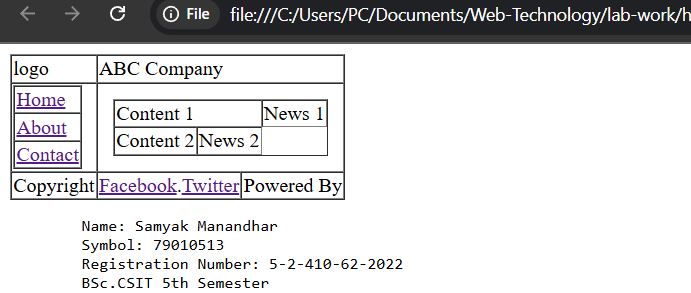 File file:///C:/Users/PC/Documents/Web-Technology/lab-work/h
logo ABC Company
Home
About
Contact
Content 1 News 1
Content 2 News 2
Copyright Facebook.Twitter Powered By
Name: Samyak Manandhar
Symbol: 79010513
Registration Number: 5-2-410-62-2022
BSc.CSIT 5th Semester